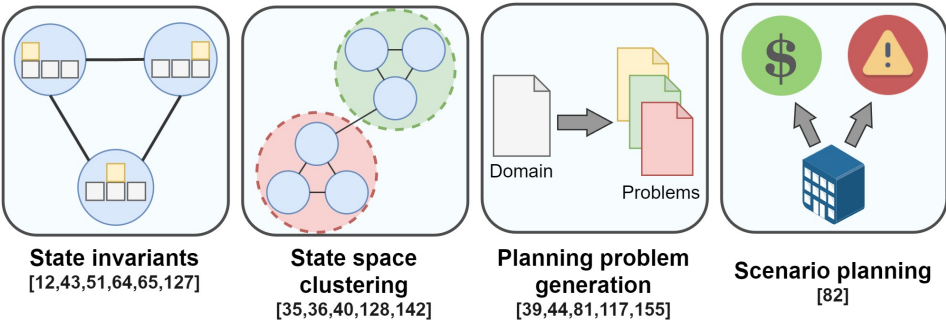 $
Domain
Problems
State invariants
[12,43,51,64,65,127]
State space
clustering
[35,36,40,128,142]
Planning problem
generation
[39,44,81,117,155]
Scenario planning
[82]